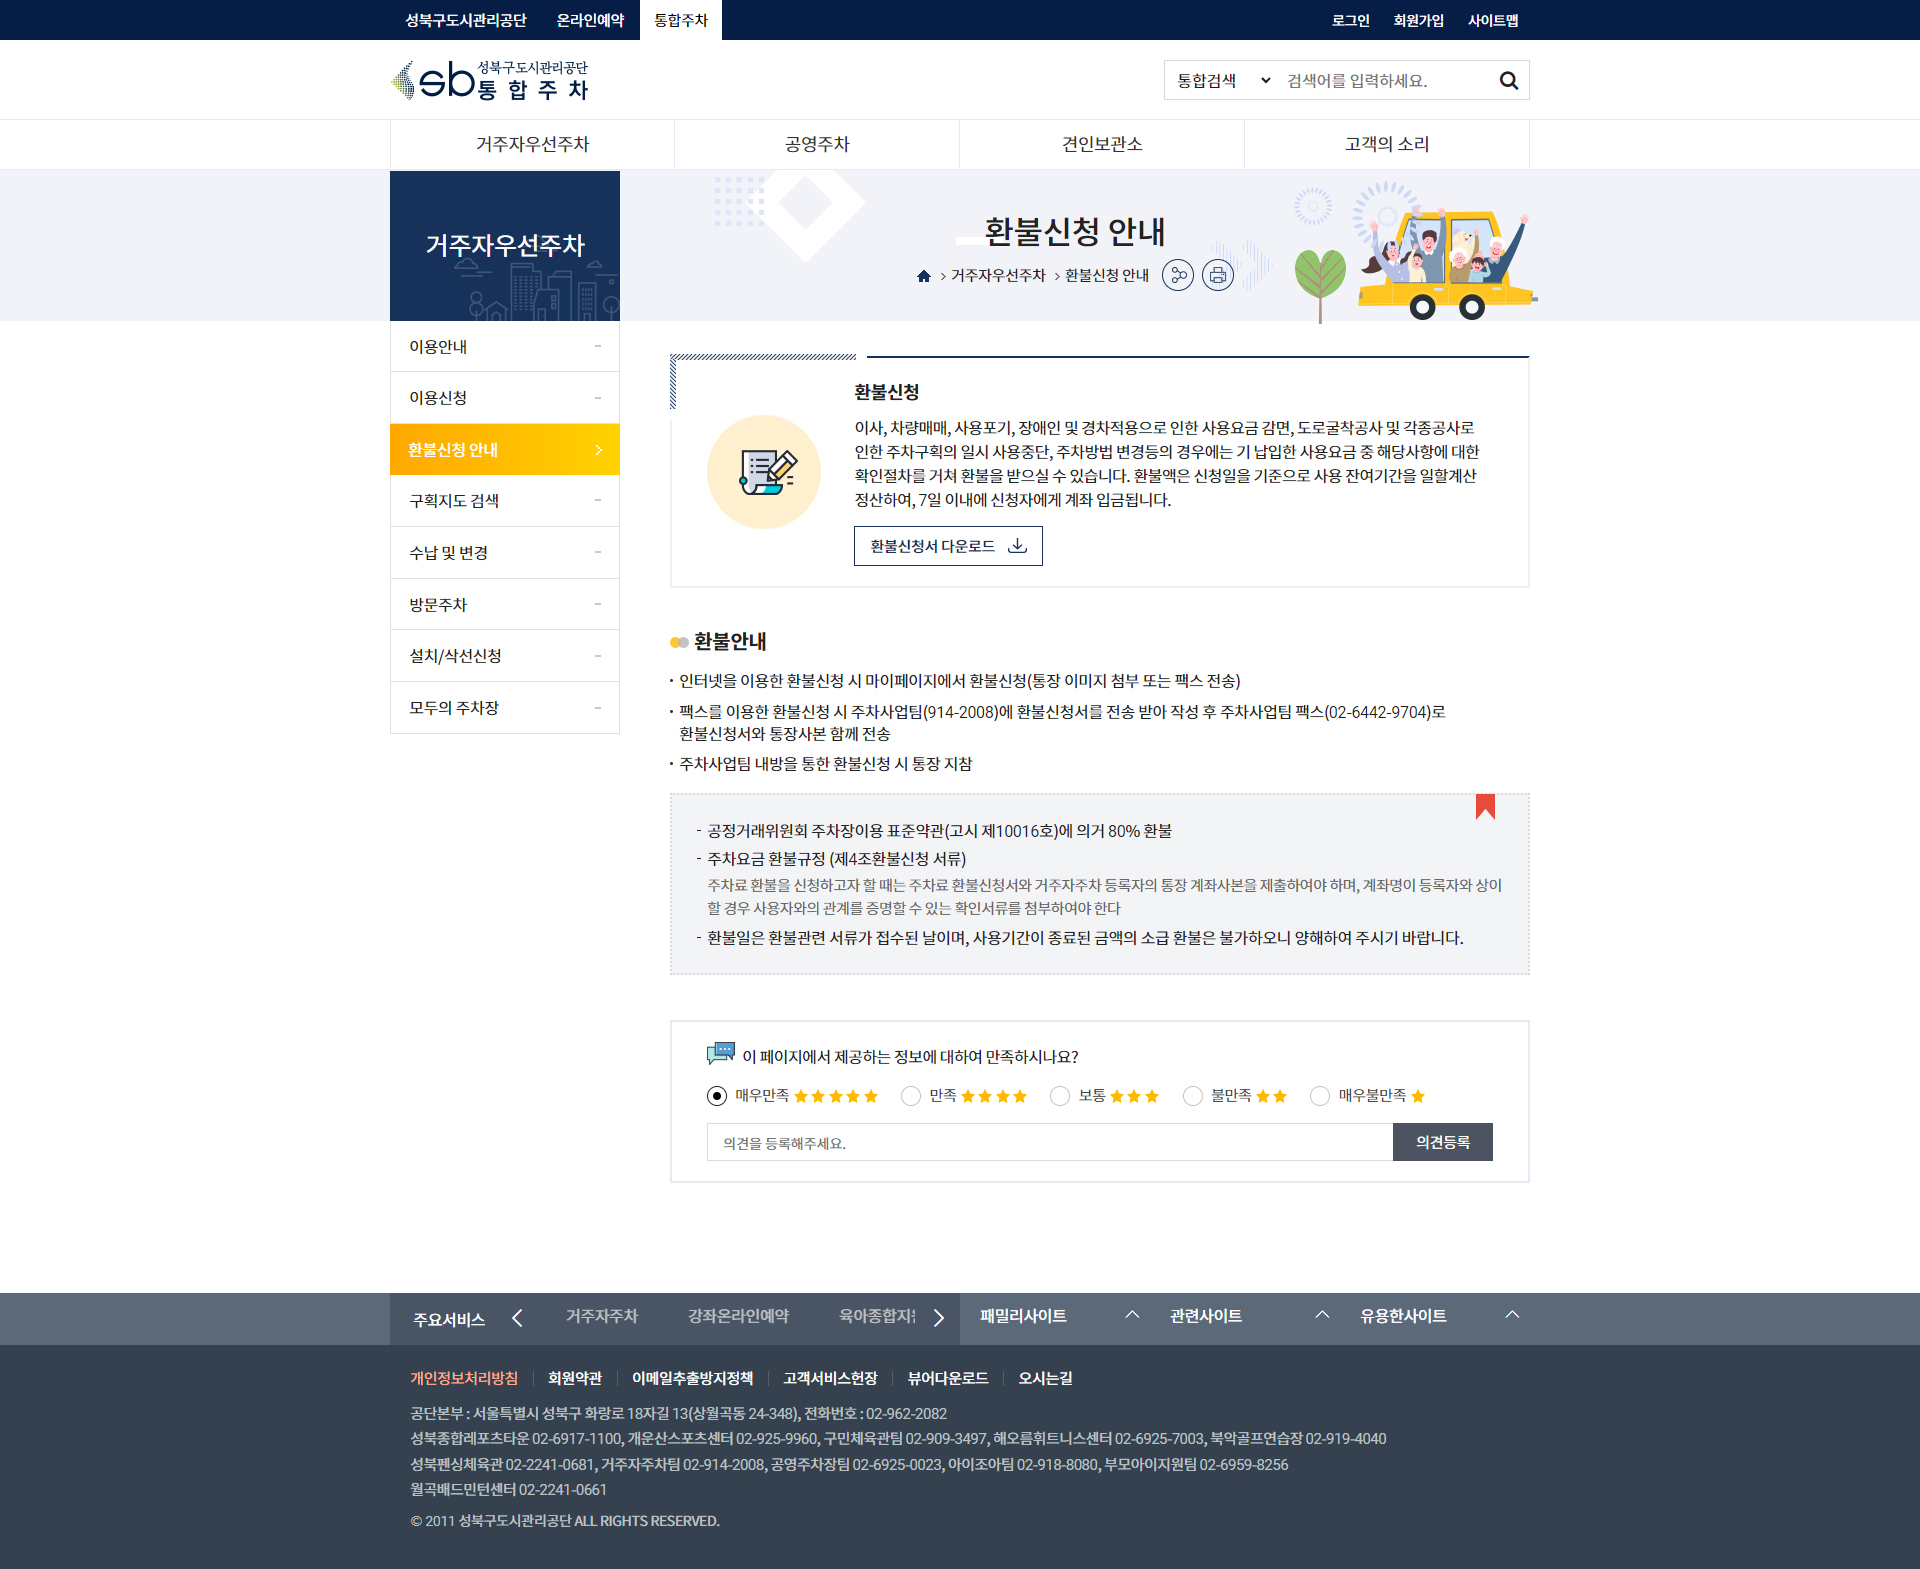 성북구도시관리공단 온라인예약 통합주차 로그인 회원가입 사이트맵
sb 성북구도시관리공단 통합주차
통합검색 검색어를 입력하세요.
거주자우선주차 공영주차 견인보관소 고객의 소리
거주자우선주차
환불신청 안내
거주자우선주차 > 환불신청 안내
이용안내
이용신청
환불신청 안내
구획지도 검색
수납 및 변경
방문주차
설치/삭선신청
모두의 주차장
환불신청
이사, 차량매매, 사용포기, 장애인 및 경차적용으로 인한 사용요금 감면, 도로굴착공사 및 각종공사로
인한 주차구획의 일시 사용중단, 주차방법 변경등의 경우에는 기 납입한 사용요금 중 해당사항에 대한
확인절차를 거쳐 환불을 받으실 수 있습니다. 환불액은 신청일을 기준으로 사용 잔여기간을 일할계산
정산하여, 7일 이내에 신청자에게 계좌 입금됩니다.
환불신청서 다운로드
환불안내
· 인터넷을 이용한 환불신청 시 마이페이지에서 환불신청(통장 이미지 첨부 또는 팩스 전송)
· 팩스를 이용한 환불신청 시 주차사업팀(914-2008)에 환불신청서를 전송 받아 작성 후 주차사업팀 팩스(02-6442-9704)로
환불신청서와 통장사본 함께 전송
· 주차사업팀 내방을 통한 환불신청 시 통장 지참
- 공정거래위원회 주차장이용 표준약관(고시 제10016호)에 의거 80% 환불
- 주차요금 환불규정 (제4조환불신청 서류)
주차료 환불을 신청하고자 할 때는 주차료 환불신청서와 거주자주차 등록자의 통장 계좌사본을 제출하여야 하며, 계좌명이 등록자와 상이
할 경우 사용자와의 관계를 증명할 수 있는 확인서류를 첨부하여야 한다
- 환불일은 환불관련 서류가 접수된 날이며, 사용기간이 종료된 금액의 소급 환불은 불가하오니 양해하여 주시기 바랍니다.
이 페이지에서 제공하는 정보에 대하여 만족하시나요?
매우만족 ★★★★★ 만족 ★★★★ 보통 ★★★ 불만족 ★★ 매우불만족 ★
의견을 등록해주세요. 의견등록
주요서비스 거주자주차 강좌온라인예약 육아종합지원 패밀리사이트 관련사이트 유용한사이트
개인정보처리방침 회원약관 이메일추출방지정책 고객서비스헌장 뷰어다운로드 오시는길
공단본부 : 서울특별시 성북구 화랑로 18자길 13(상월곡동 24-348), 전화번호 : 02-962-2082
성북종합레포츠타운 02-6917-1100, 개운산스포츠센터 02-925-9960, 구민체육관팀 02-909-3497, 해오름휘트니스센터 02-6925-7003, 북악골프연습장 02-919-4040
성북펜싱체육관 02-2241-0681, 거주자주차팀 02-914-2008, 공영주차장팀 02-6925-0023, 아이조아팀 02-918-8080, 부모아이지원팀 02-6959-8256
월곡배드민턴센터 02-2241-0661
© 2011 성북구도시관리공단 ALL RIGHTS RESERVED.